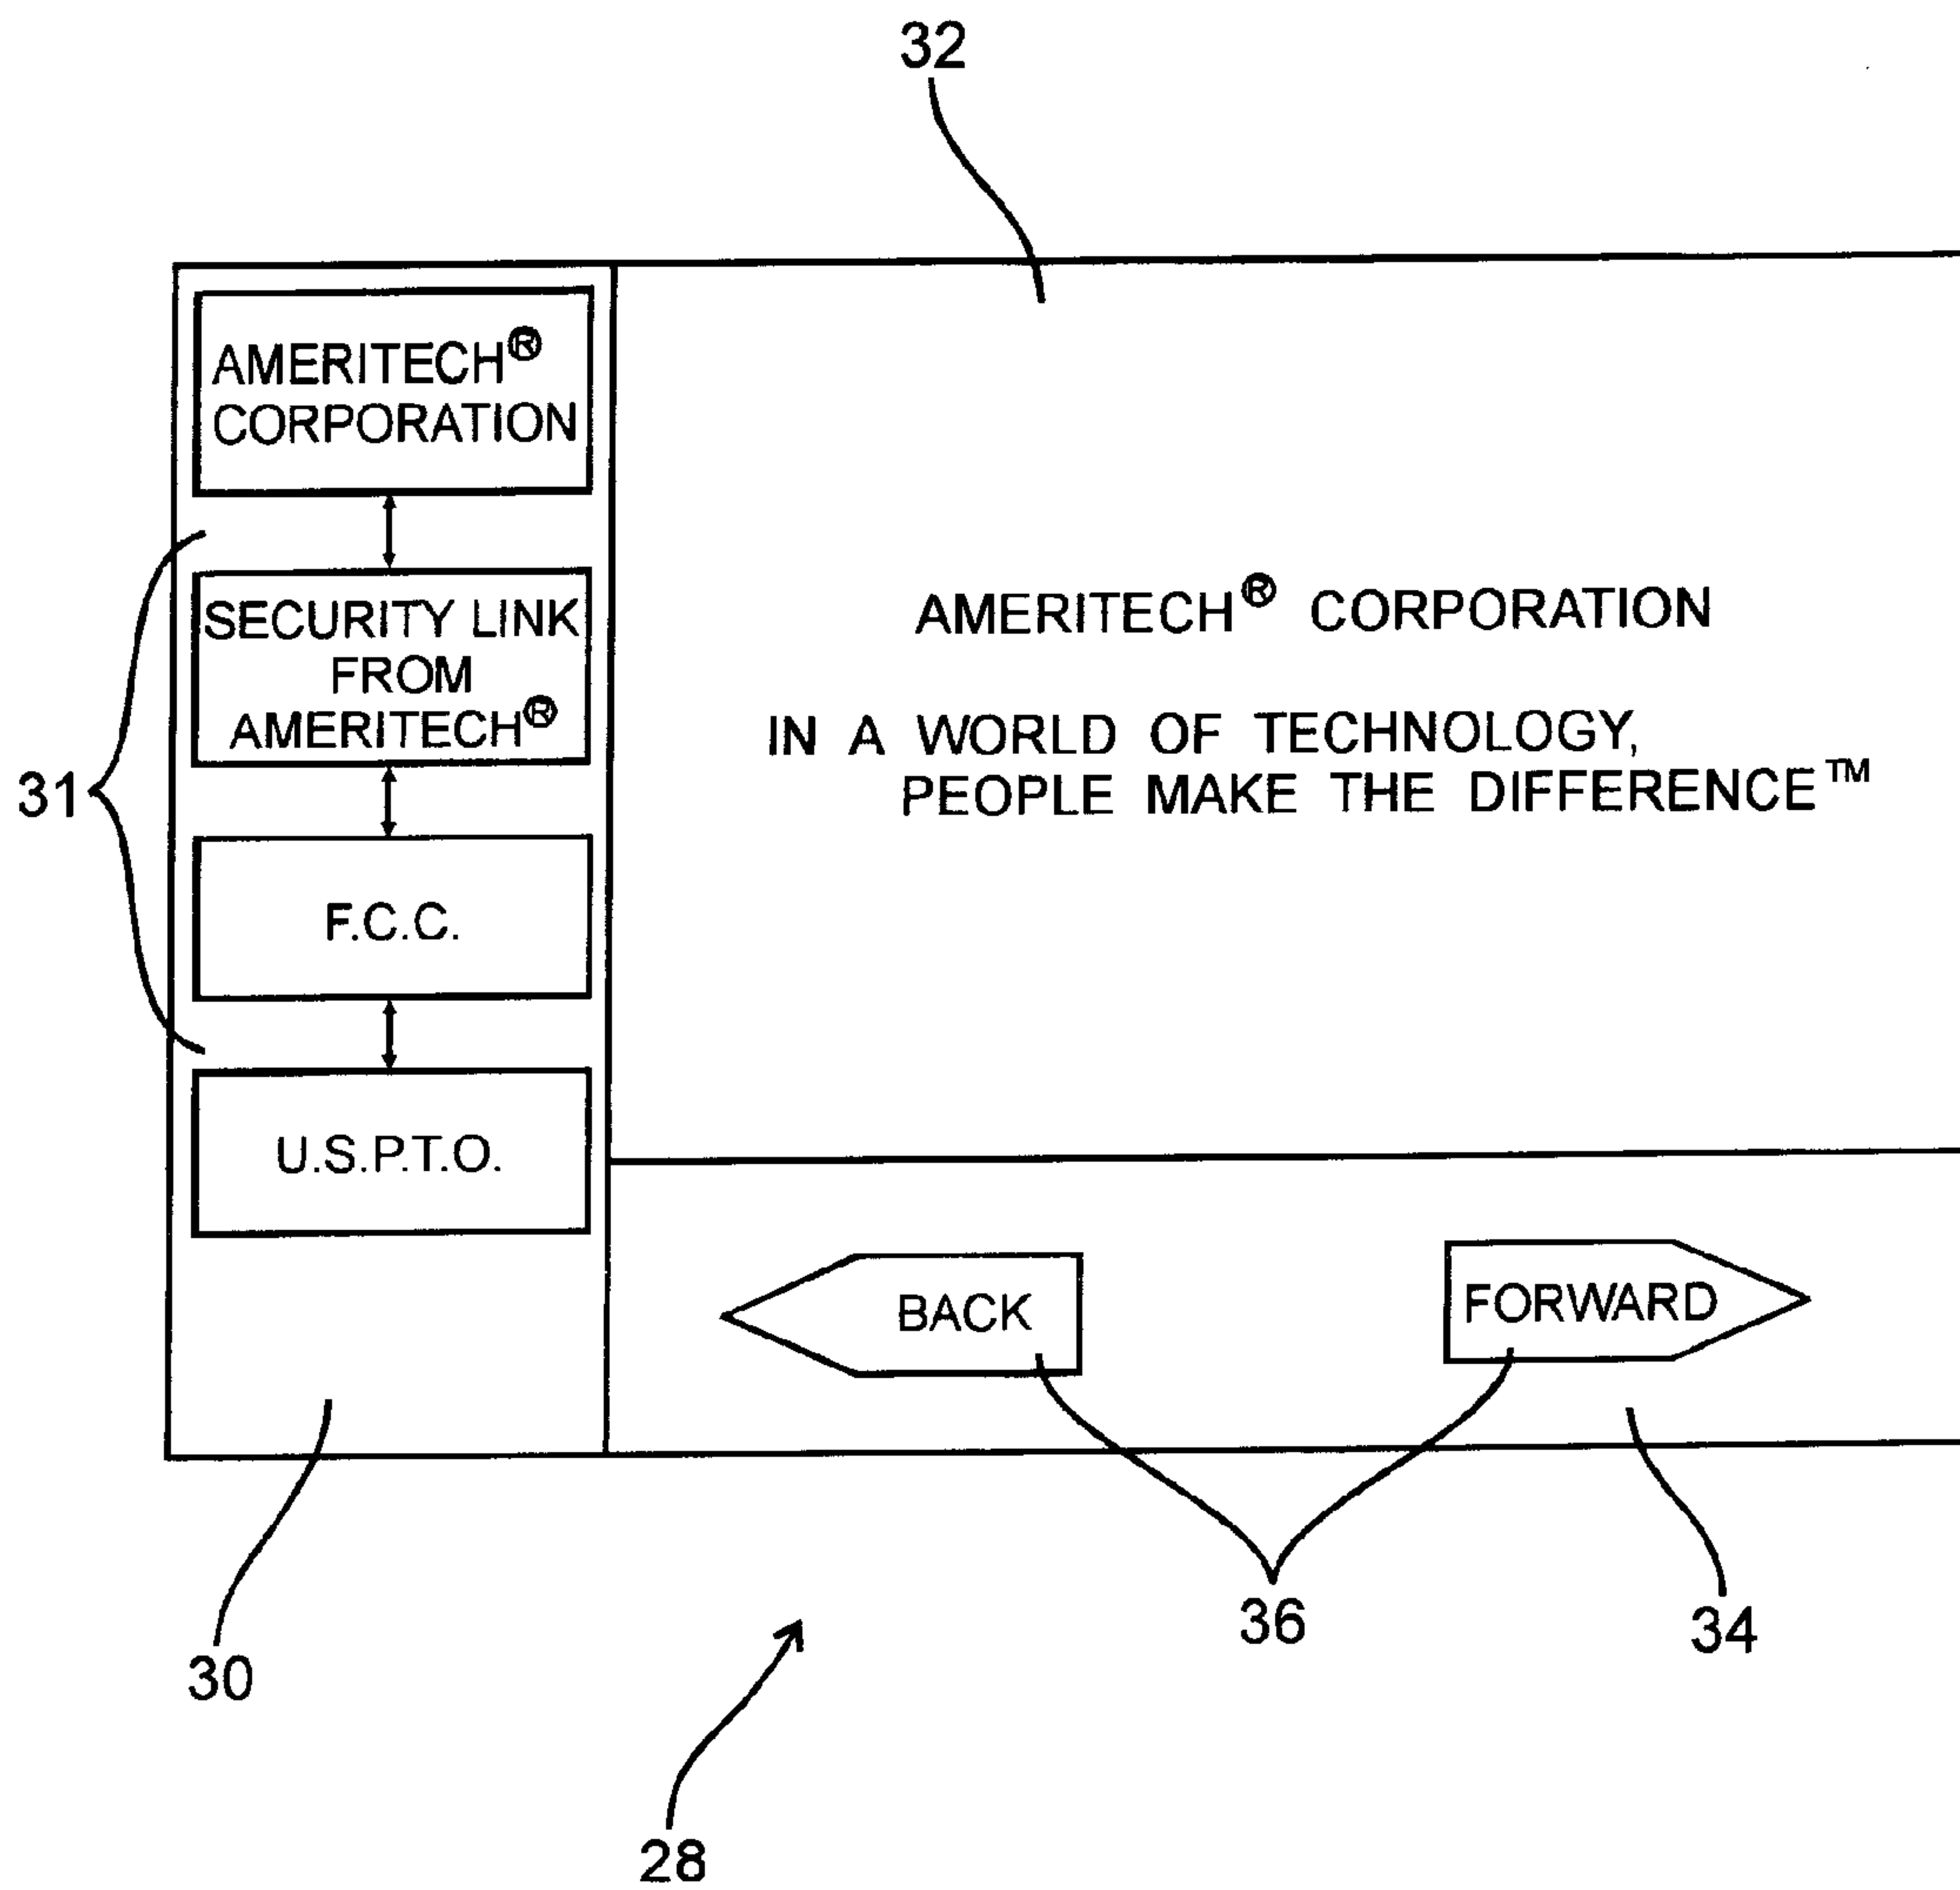 32
AMERITECH®
CORPORATION
SECURITY LINK
FROM
AMERITECH®
31
F.C.C.
U.S.P.T.O.
AMERITECH® CORPORATION
IN A WORLD OF TECHNOLOGY,
PEOPLE MAKE THE DIFFERENCE™
BACK
FORWARD
30
36
34
28